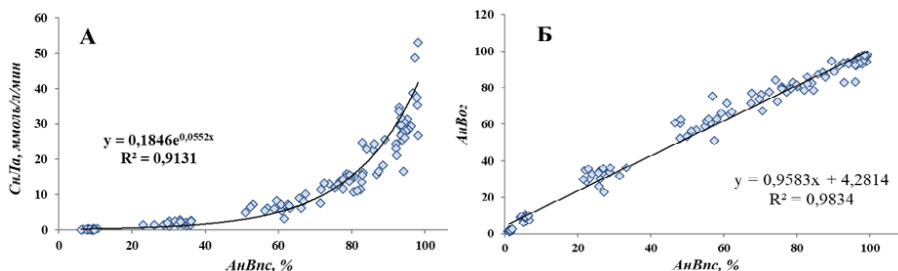 А
60
50
40
30
20
10
0
СпЛа, ммоль/л/мин
y = 0,1846e^0,0552x
R² = 0,9131
0 20 40 60 80 100
АнВпс, %
Б
120
100
80
60
40
20
0
АнВо₂
y = 0,9583x + 4,2814
R² = 0,9834
0 20 40 60 80 100
АнВпс, %